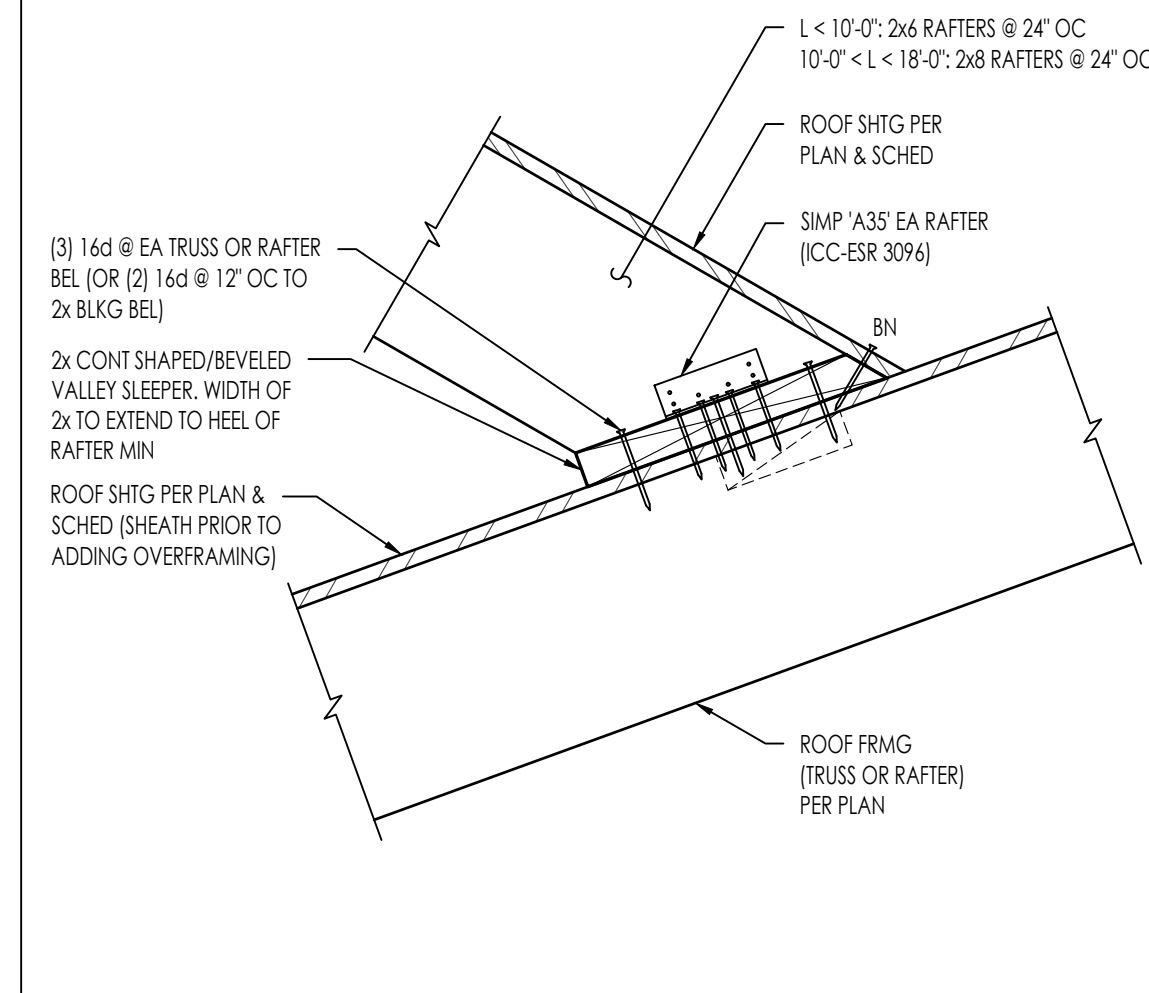 L < 10'-0": 2x6 RAFTERS @ 24" OC
10'-0" < L < 18'-0": 2x8 RAFTERS @ 24" OC
ROOF SHTG PER
PLAN & SCHED
SIMP 'A35' EA RAFTER
(ICC-ESR 3096)
BN
(3) 16d @ EA TRUSS OR RAFTER
BEL (OR (2) 16d @ 12" OC TO
2x BLKG BEL)
2x CONT SHAPED/BEVELED
VALLEY SLEEPER. WIDTH OF
2x TO EXTEND TO HEEL OF
RAFTER MIN
ROOF SHTG PER PLAN &
SCHED (SHEATH PRIOR TO
ADDING OVERFRAMING)
ROOF FRMG
(TRUSS OR RAFTER)
PER PLAN